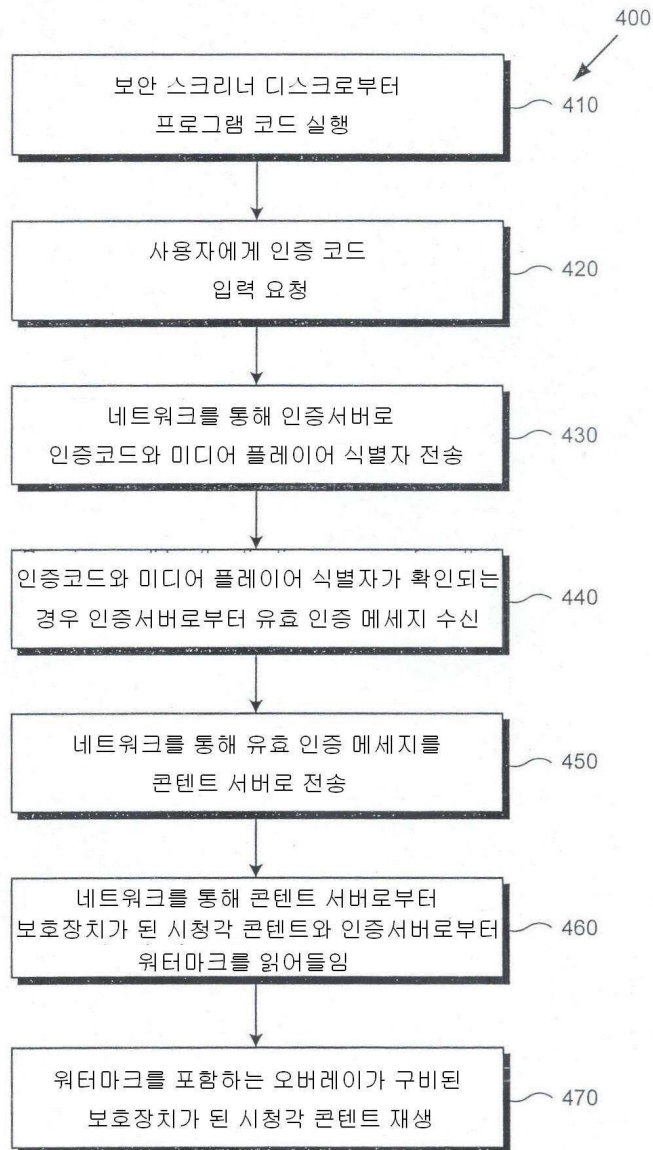 400
보안 스크리너 디스크로부터
프로그램 코드 실행
410
사용자에게 인증 코드
입력 요청
420
네트워크를 통해 인증서버로
인증코드와 미디어 플레이어 식별자 전송
430
인증코드와 미디어 플레이어 식별자가 확인되는
경우 인증서버로부터 유효 인증 메세지 수신
440
네트워크를 통해 유효 인증 메세지를
콘텐트 서버로 전송
450
네트워크를 통해 콘텐트 서버로부터
보호장치가 된 시청각 콘텐트와 인증서버로부터
워터마크를 읽어들임
460
워터마크를 포함하는 오버레이가 구비된
보호장치가 된 시청각 콘텐트 재생
470